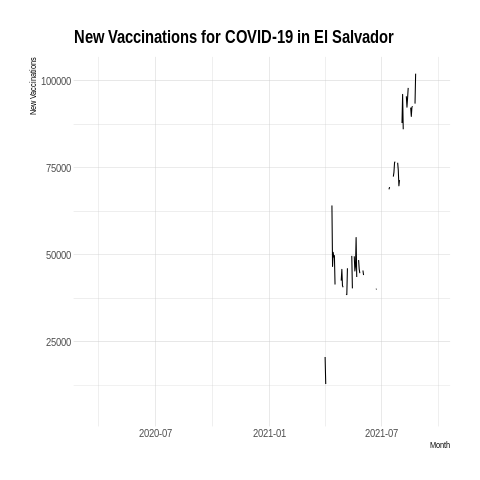 New Vaccinations for COVID-19 in El Salvador
New Vaccinations
100000
75000
50000
25000
2020-07
2021-01
2021-07
Month